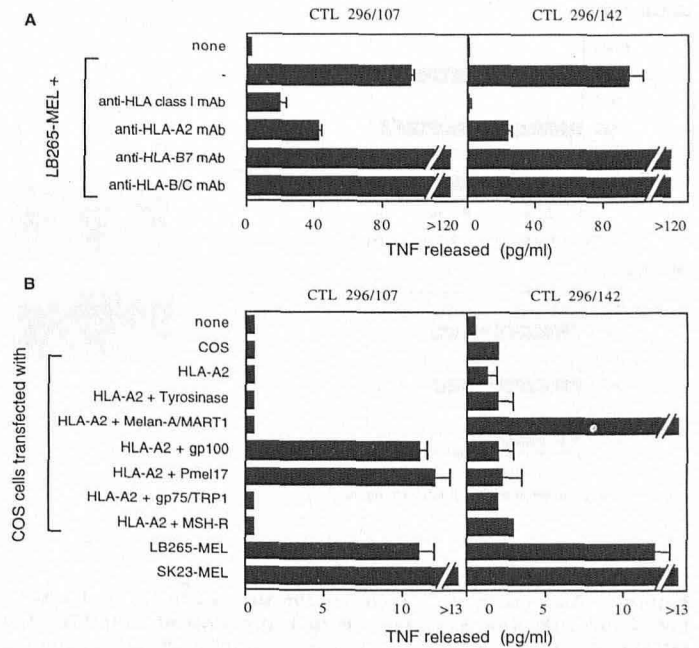 A
CTL 296/107
CTL 296/142
LB265-MEL +
none
-
anti-HLA class I mAb
anti-HLA-A2 mAb
anti-HLA-B7 mAb
anti-HLA-B/C mAb
0 40 80 >120
0 40 80 >120
TNF released (pg/ml)
B
CTL 296/107
CTL 296/142
COS cells transfected with
none
COS
HLA-A2
HLA-A2 + Tyrosinase
HLA-A2 + Melan-A/MART1
HLA-A2 + gp100
HLA-A2 + Pmel17
HLA-A2 + gp75/TRP1
HLA-A2 + MSH-R
LB265-MEL
SK23-MEL
0 5 10 >13
0 5 10 >13
TNF released (pg/ml)